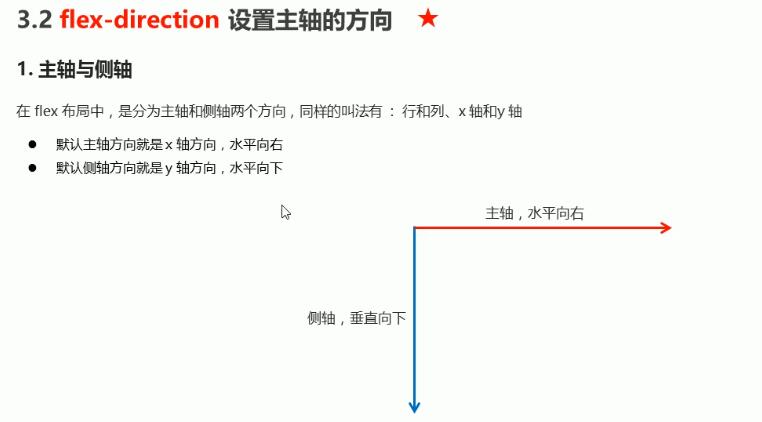 3.2 flex-direction 设置主轴的方向 ★
1. 主轴与侧轴
在 flex 布局中，是分为主轴和侧轴两个方向，同样的叫法有 ： 行和列、x 轴和y 轴
● 默认主轴方向就是 x 轴方向，水平向右
● 默认侧轴方向就是 y 轴方向，水平向下
主轴，水平向右
侧轴，垂直向下